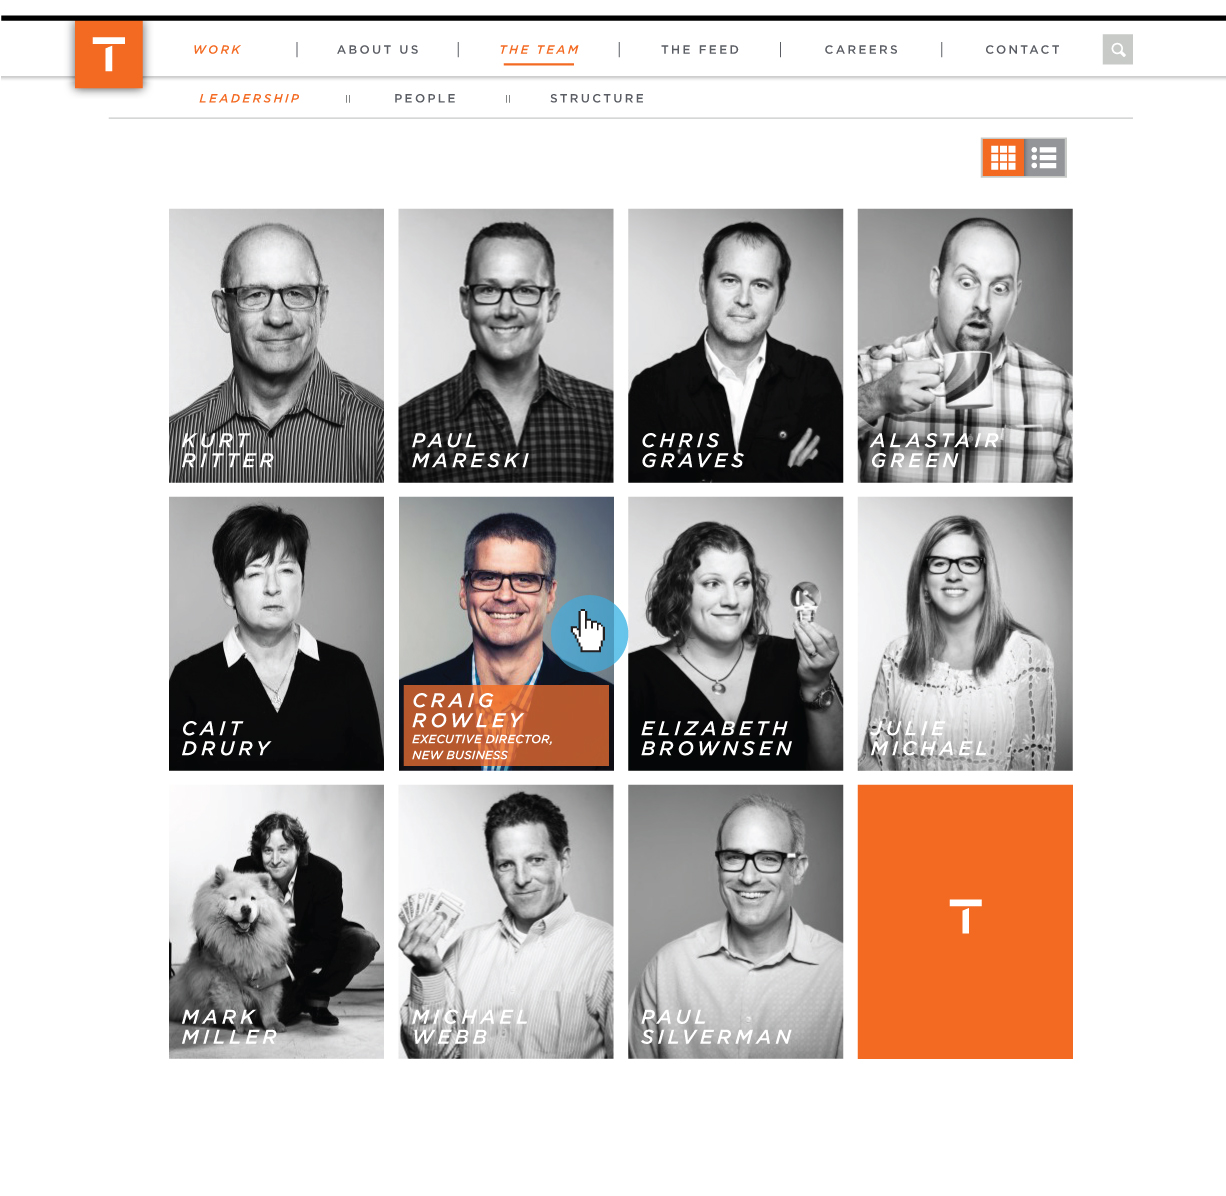 T
WORK
ABOUT US
THE TEAM
THE FEED
CAREERS
CONTACT
LEADERSHIP
PEOPLE
STRUCTURE
KURT
RITTER
PAUL
MARESKI
CHRIS
GRAVES
ALASTAIR
GREEN
CAIT
DRURY
CRAIG
ROWLEY
EXECUTIVE DIRECTOR,
NEW BUSINESS
ELIZABETH
BROWNSEN
JULIE
MICHAEL
MARK
MILLER
MICHAEL
WEBB
PAUL
SILVERMAN
T